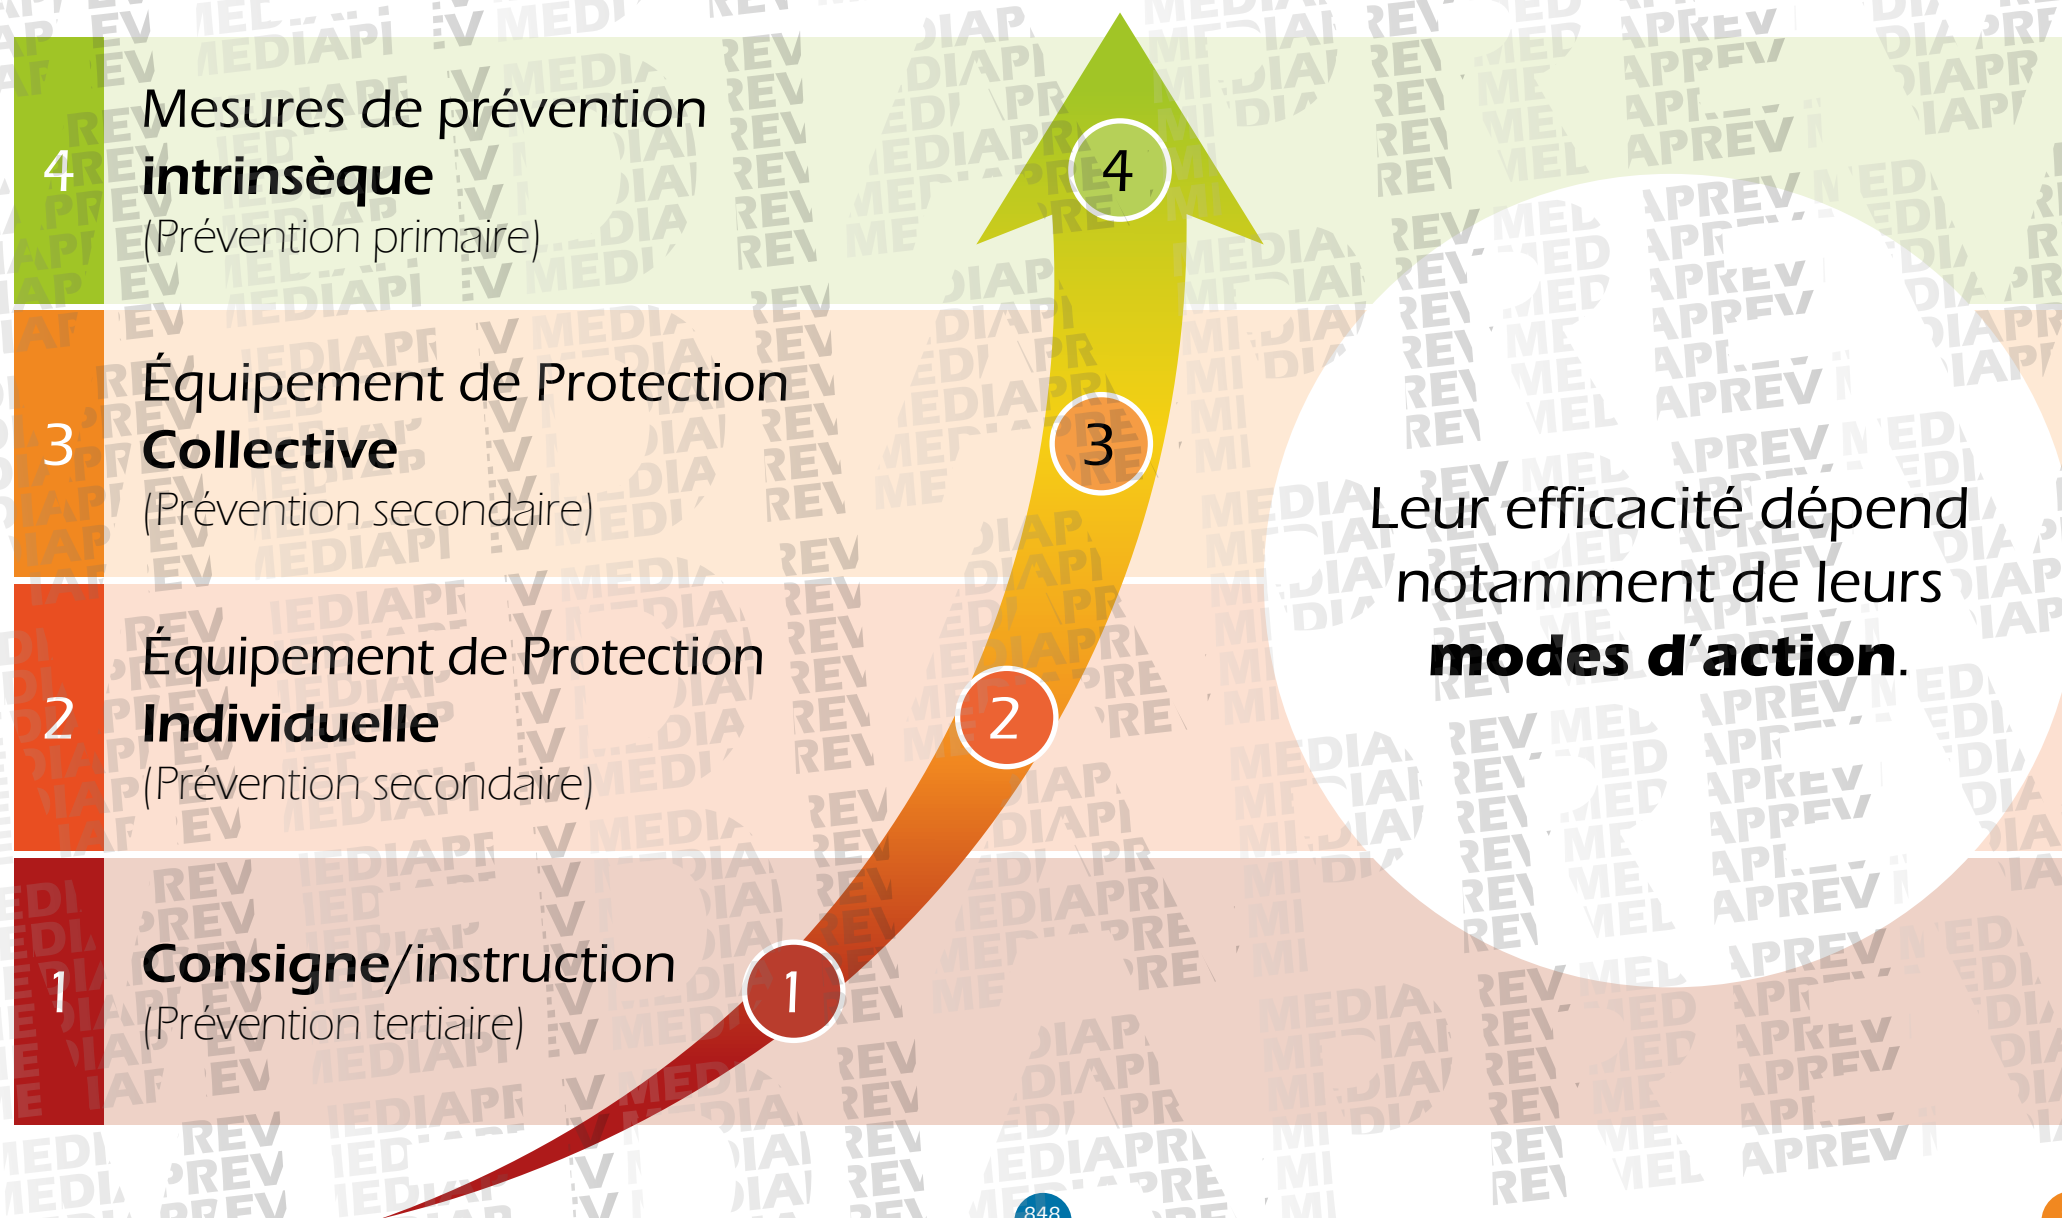 4
Mesures de prévention
intrinsèque
(Prévention primaire)
4
3
Équipement de Protection
Collective
(Prévention secondaire)
3
2
Équipement de Protection
Individuelle
(Prévention secondaire)
2
1
Consigne/instruction
(Prévention tertiaire)
1
Leur efficacité dépend
notamment de leurs
modes d’action.
848